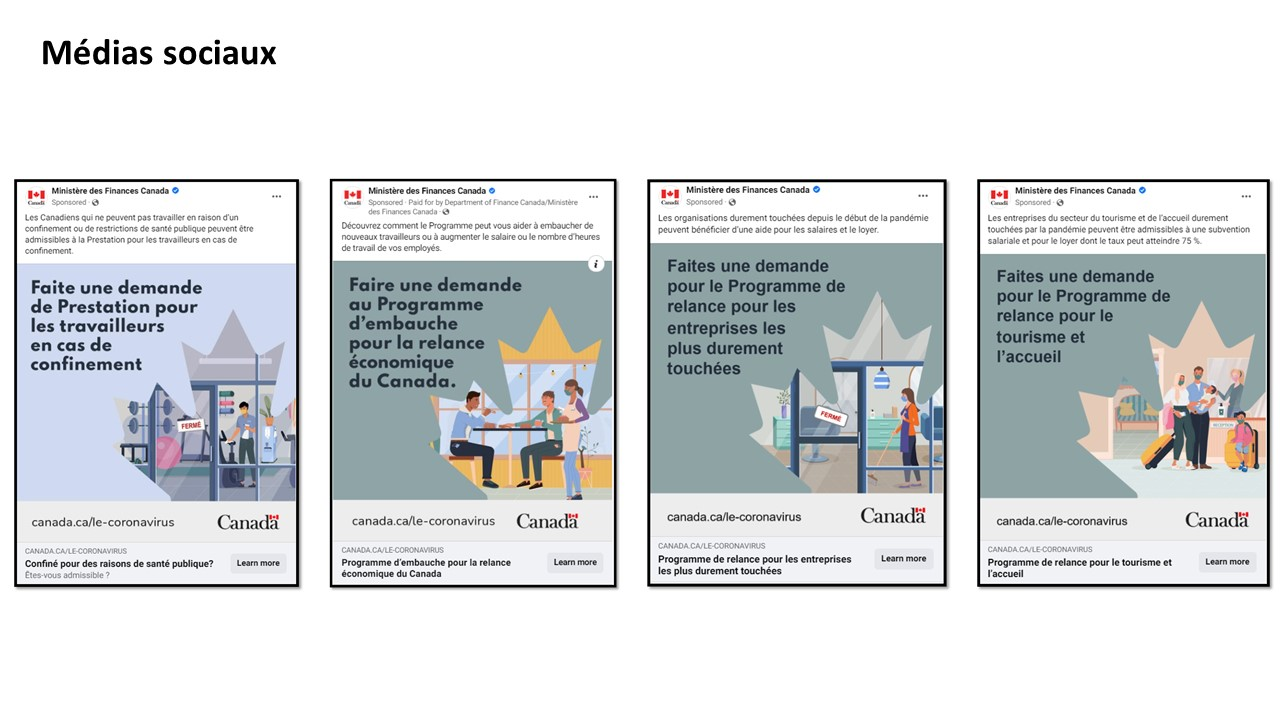 Médias sociaux
Ministère des Finances Canada
Sponsored ·
Les Canadiens qui ne peuvent pas travailler en raison d'un
confinement ou de restrictions de santé publique peuvent être
admissibles à la Prestation pour les travailleurs en cas de
confinement.
Faite une demande
de Prestation pour
les travailleurs
en cas de
confinement
FERMÉ
canada.ca/le-coronavirus
Canada
CANADA.CA/LE-CORONAVIRUS
Confiné pour des raisons de santé publique?
Êtes-vous admissible ?
Learn more
Ministère des Finances Canada
Sponsored · Paid for by Department of Finance Canada/Ministère
des Finances Canada ·
Découvrez comment le Programme peut vous aider à embaucher de
nouveaux travailleurs ou à augmenter le salaire ou le nombre d'heures
de travail de vos employés.
Faire une demande
au Programme
d'embauche
pour la relance
économique
du Canada.
canada.ca/le-coronavirus
Canada
CANADA.CA/LE-CORONAVIRUS
Programme d'embauche pour la relance
économique du Canada
Learn more
Ministère des Finances Canada
Sponsored ·
Les organisations durement touchées depuis le début de la pandémie
peuvent bénéficier d'une aide pour les salaires et le loyer.
Faites une demande
pour le Programme de
relance pour les
entreprises les
plus durement
touchées
FERMÉ
canada.ca/le-coronavirus
Canada
CANADA.CA/LE-CORONAVIRUS
Programme de relance pour les entreprises
les plus durement touchées
Learn more
Ministère des Finances Canada
Sponsored ·
Les entreprises du secteur du tourisme et de l'accueil durement
touchées par la pandémie peuvent être admissibles à une subvention
salariale et pour le loyer dont le taux peut atteindre 75 %.
Faites une demande
pour le Programme de
relance pour le
tourisme et
l'accueil
RECEPTION
canada.ca/le-coronavirus
Canada
CANADA.CA/LE-CORONAVIRUS
Programme de relance pour le tourisme et
l'accueil
Learn more